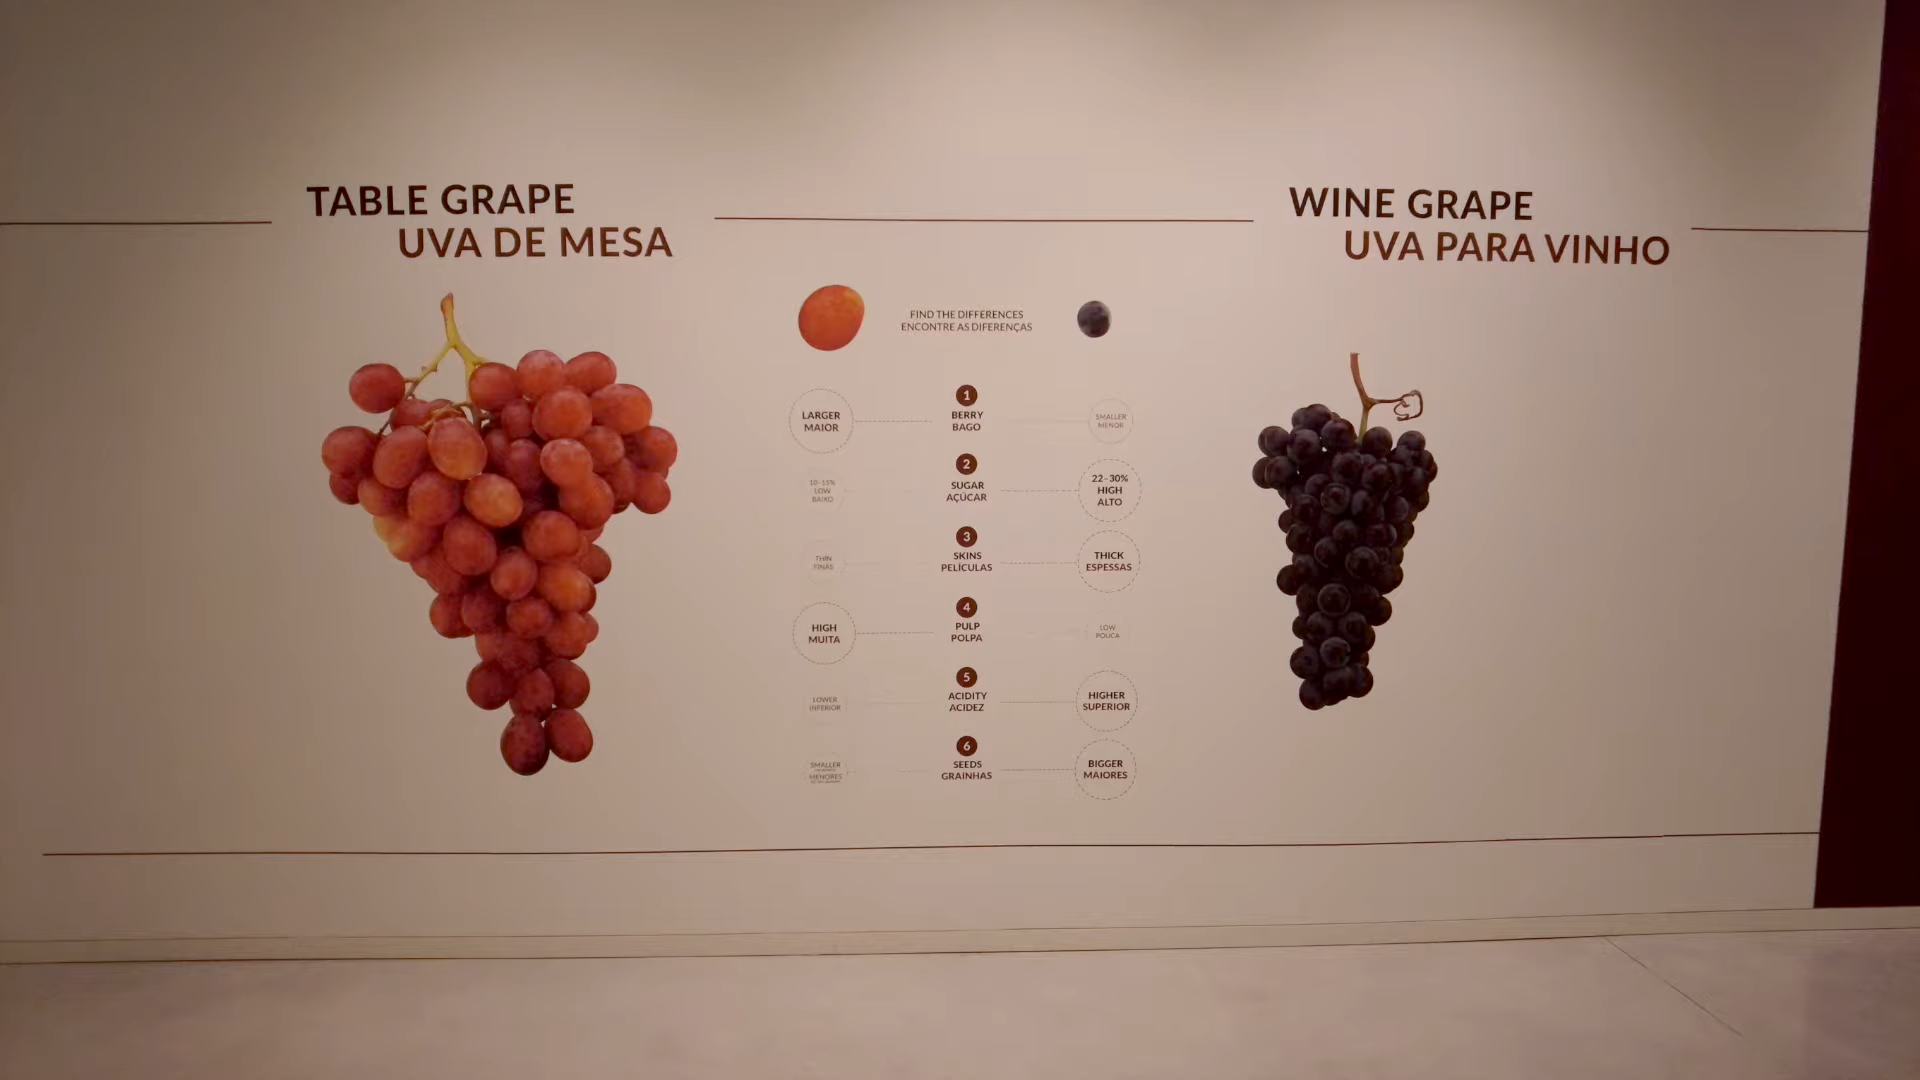 TABLE GRAPE
UVA DE MESA
WINE GRAPE
UVA PARA VINHO
FIND THE DIFFERENCES
ENCONTRE AS DIFERENÇAS
LARGER
MAIOR
1
BERRY
BAGO
SMALLER
MENOR
10-15%
LOW
BAIXO
2
SUGAR
AÇÚCAR
22-30%
HIGH
ALTO
THIN
FINAS
3
SKINS
PELÍCULAS
THICK
ESPESSAS
HIGH
MUITA
4
PULP
POLPA
LOW
POUCA
LOWER
INFERIOR
5
ACIDITY
ACIDEZ
HIGHER
SUPERIOR
SMALLER
MENORES
6
SEEDS
GRAINHAS
BIGGER
MAIORES